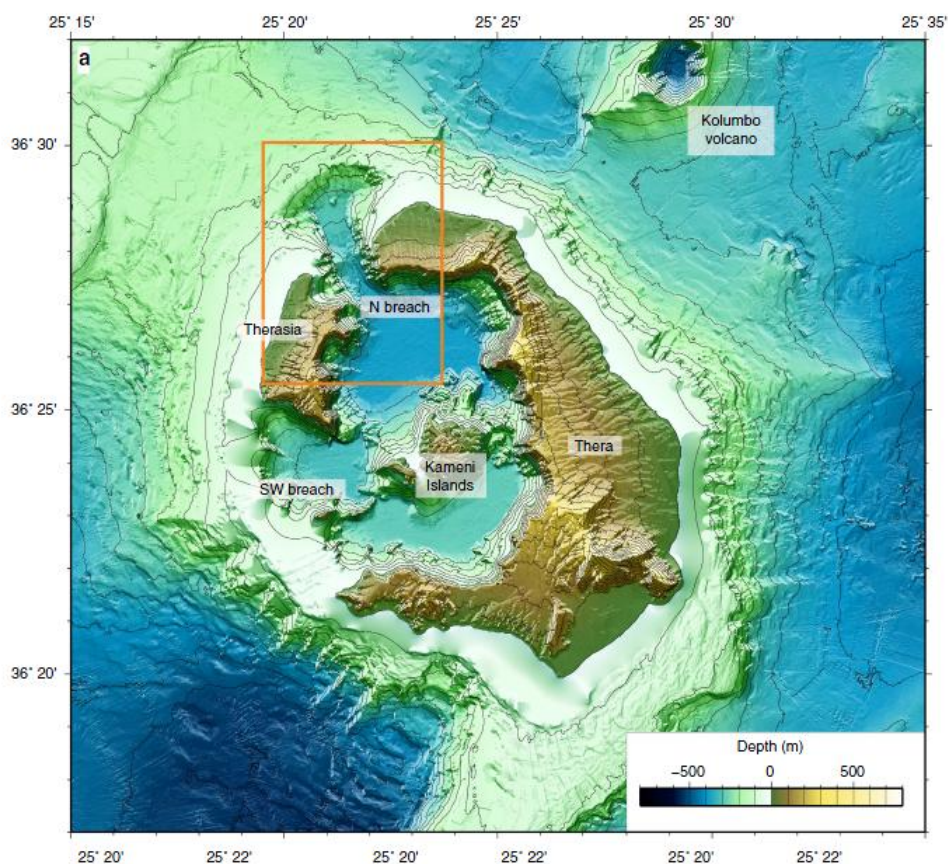 25° 15' 25° 20' 25° 25' 25° 30' 25° 35'
a
Kolumbo
volcano
36° 30'
N breach
Therasia
36° 25'
Thera
Kameni
Islands
SW breach
36° 20'
Depth (m)
−500 0 500
25° 20' 25° 22' 25° 20' 25° 22' 25° 20' 25° 22'